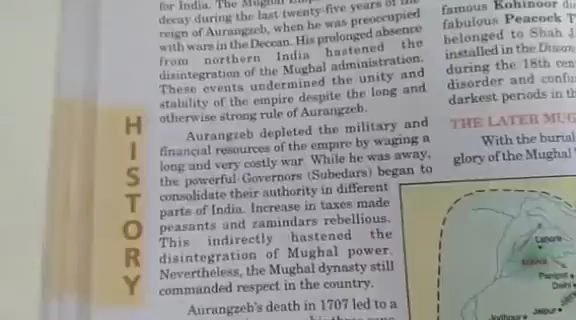 for India. The Mughal
decay during the last twenty-five years of the
reign of Aurangzeb, when he was preoccupied
with wars in the Deccan. His prolonged absence
from northern India hastened the
disintegration of the Mughal administration.
These events undermined the unity and
stability of the empire despite the long and
otherwise strong rule of Aurangzeb.
Aurangzeb depleted the military and
financial resources of the empire by waging a
long and very costly war While he was away,
the powerful Governors (Subedars) began to
consolidate their authority in different
parts of India. Increase in taxes made
peasants and zamindars rebellious.
This indirectly hastened the
disintegration of Mughal power.
Nevertheless, the Mughal dynasty still
commanded respect in the country.
Aurangzeb's death in 1707 led to a
HISTORY
famous Kohinoor
fabulous Peacock T
belonged to Shah J
installed in the
during the 18th cen
disorder and confu
darkest periods in th
THE LATER MUG
With the burial
glory of the Mughal
Lahore
Panipat
Delhi
Jodhpur
Jaipur